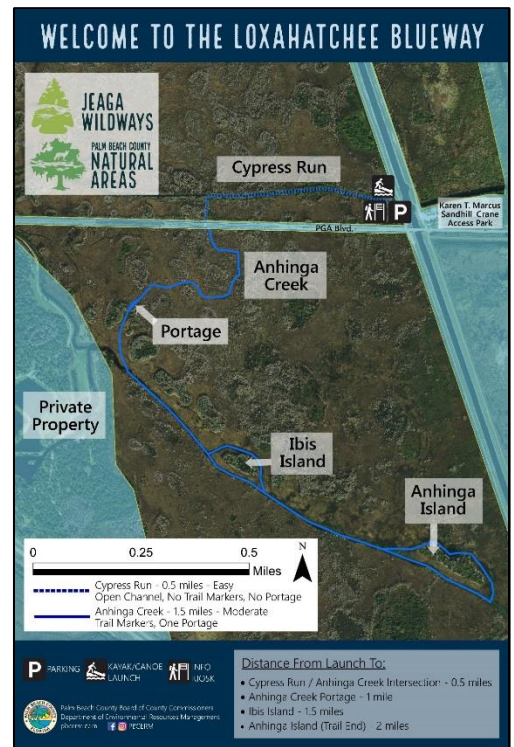 WELCOME TO THE LOXAHATCHEE BLUEWAY
JEAGA
WILDWAYS
PALM BEACH COUNTY
NATURAL
AREAS
Cypress Run
P
Karen T. Marcus
Sandhill Crane
Access Park
PGA Blvd.
Anhinga
Creek
Portage
Private
Property
Ibis
Island
Anhinga
Island
0 0.25 0.5
Miles
N
Cypress Run - 0.5 miles - Easy
Open Channel, No Trail Markers, No Portage
Anhinga Creek - 1.5 miles - Moderate
Trail Markers, One Portage
P PARKING
KAYAK/CANOE
LAUNCH
INFO
KIOSK
Palm Beach County Board of County Commissioners
Department of Environmental Resources Management
pbcerm.com PBCERM
Distance From Launch To:
• Cypress Run / Anhinga Creek Intersection - 0.5 miles
• Anhinga Creek Portage - 1 mile
• Ibis Island - 1.5 miles
• Anhinga Island (Trail End) - 2 miles